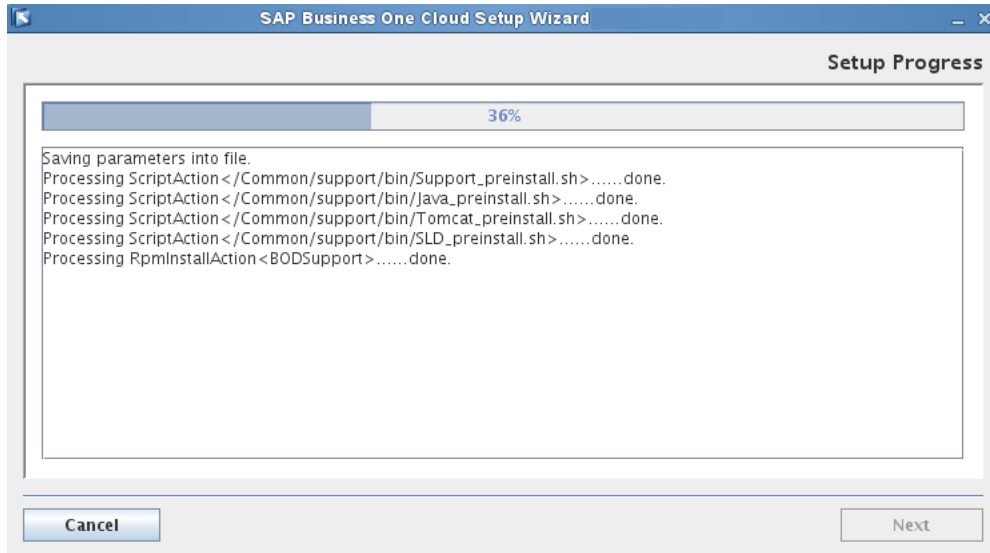 SAP Business One Cloud Setup Wizard
Setup Progress
36%
Saving parameters into file.
Processing ScriptAction</Common/support/bin/Support_preinstall.sh>......done.
Processing ScriptAction</Common/support/bin/Java_preinstall.sh>......done.
Processing ScriptAction</Common/support/bin/Tomcat_preinstall.sh>......done.
Processing ScriptAction</Common/support/bin/SLD_preinstall.sh>......done.
Processing RpmInstallAction<BODSupport>......done.
Cancel
Next